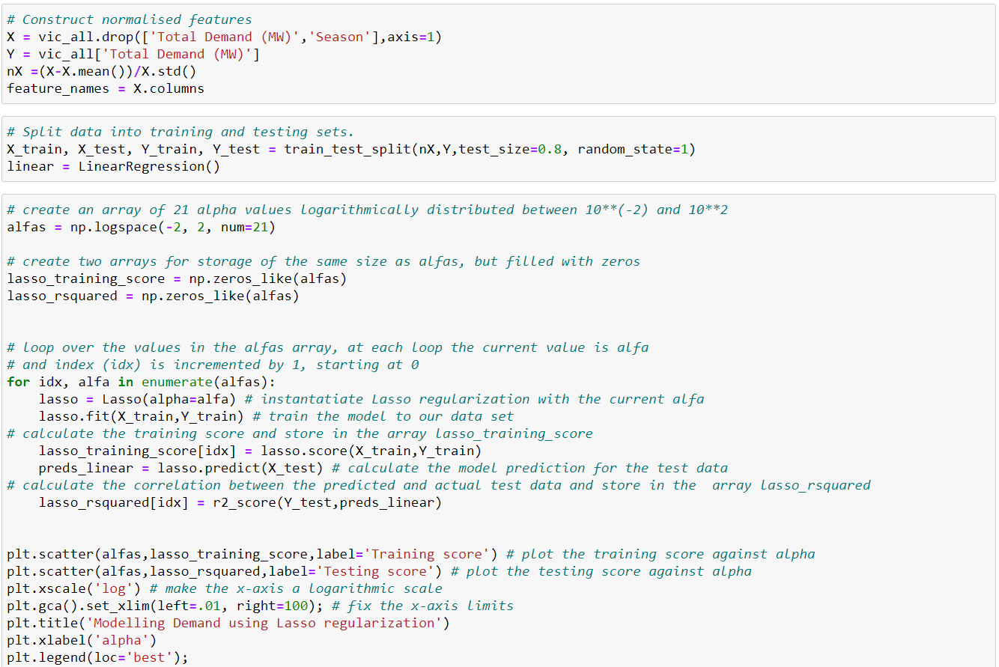 # Construct normalised features
X = vic_all.drop(['Total Demand (MW)','Season'],axis=1)
Y = vic_all['Total Demand (MW)']
nX =(X-X.mean())/X.std()
feature_names = X.columns
# Split data into training and testing sets.
X_train, X_test, Y_train, Y_test = train_test_split(nX,Y,test_size=0.8, random_state=1)
linear = LinearRegression()
# create an array of 21 alpha values logarithmically distributed between 10**(-2) and 10**2
alfas = np.logspace(-2, 2, num=21)
# create two arrays for storage of the same size as alfas, but filled with zeros
lasso_training_score = np.zeros_like(alfas)
lasso_rsquared = np.zeros_like(alfas)
# loop over the values in the alfas array, at each loop the current value is alfa
# and index (idx) is incremented by 1, starting at 0
for idx, alfa in enumerate(alfas):
    lasso = Lasso(alpha=alfa) # instantatiate Lasso regularization with the current alfa
    lasso.fit(X_train,Y_train) # train the model to our data set
# calculate the training score and store in the array lasso_training_score
    lasso_training_score[idx] = lasso.score(X_train,Y_train)
    preds_linear = lasso.predict(X_test) # calculate the model prediction for the test data
# calculate the correlation between the predicted and actual test data and store in the  array lasso_rsquared
    lasso_rsquared[idx] = r2_score(Y_test,preds_linear)
plt.scatter(alfas,lasso_training_score,label='Training score') # plot the training score against alpha
plt.scatter(alfas,lasso_rsquared,label='Testing score') # plot the testing score against alpha
plt.xscale('log') # make the x-axis a logarithmic scale
plt.gca().set_xlim(left=.01, right=100); # fix the x-axis limits
plt.title('Modelling Demand using Lasso regularization')
plt.xlabel('alpha')
plt.legend(loc='best');